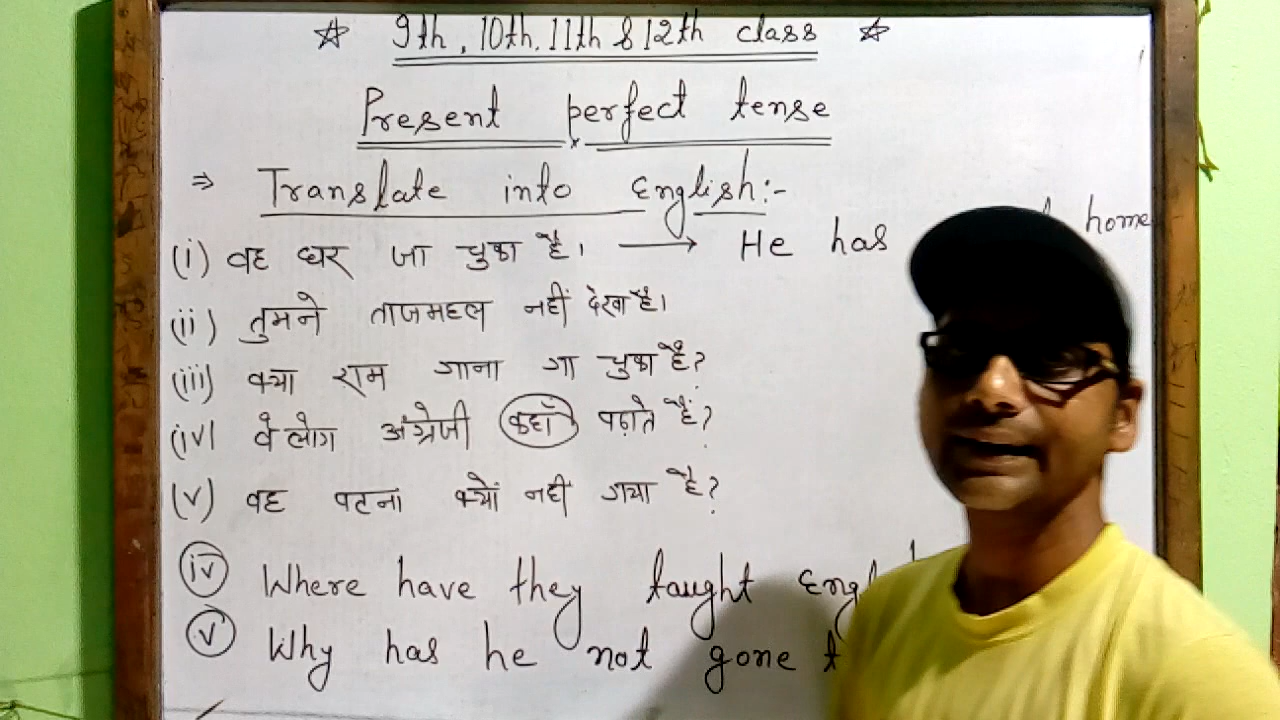 ☆ 9th, 10th, 11th & 12th class ☆
Present perfect tense
⇒ Translate into English:-
(i) वह घर जा चुका है। → He has home
(ii) तुमने ताजमहल नहीं देखा है।
(iii) क्या राम गाना गा चुका है?
(iv) वे लोग अंग्रेजी कहाँ पढ़ाते हैं?
(v) वह पटना क्यों नहीं गया है?
(iv) Where have they taught
(v) Why has he not gone